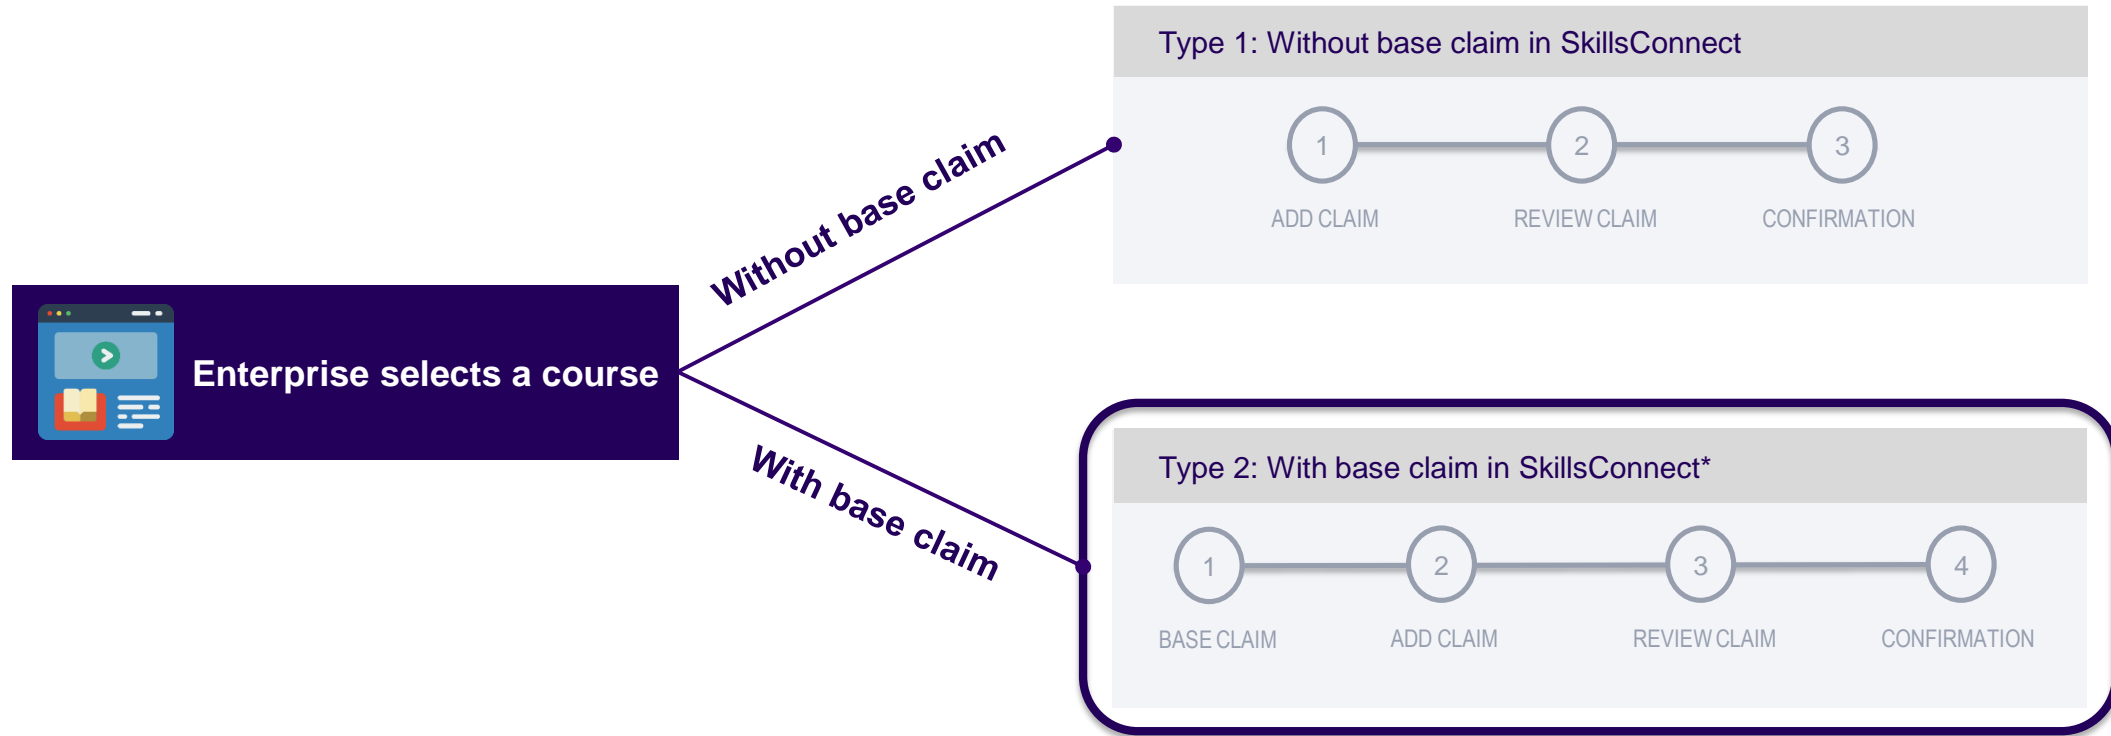 Type 1: Without base claim in SkillsConnect
1
2
3
ADD CLAIM
REVIEW CLAIM
CONFIRMATION
Without base claim
Enterprise selects a course
With base claim
Type 2: With base claim in SkillsConnect*
1
2
3
4
BASE CLAIM
ADD CLAIM
REVIEW CLAIM
CONFIRMATION